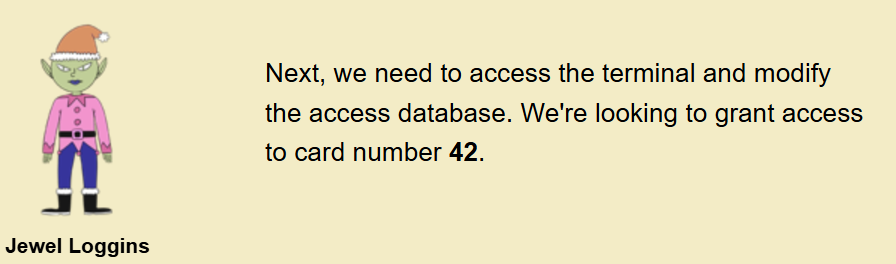 Next, we need to access the terminal and modify
the access database. We're looking to grant access
to card number 42.
Jewel Loggins